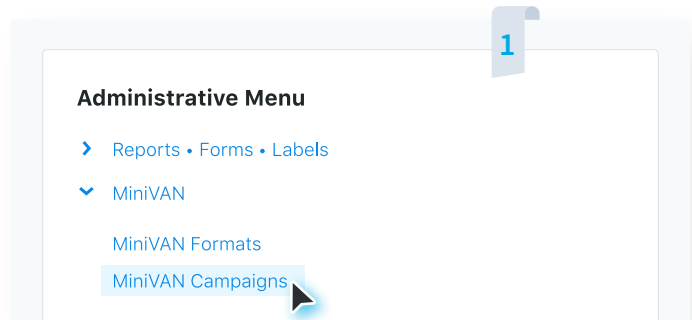 1
Administrative Menu
Reports • Forms • Labels
MiniVAN
MiniVAN Formats
MiniVAN Campaigns